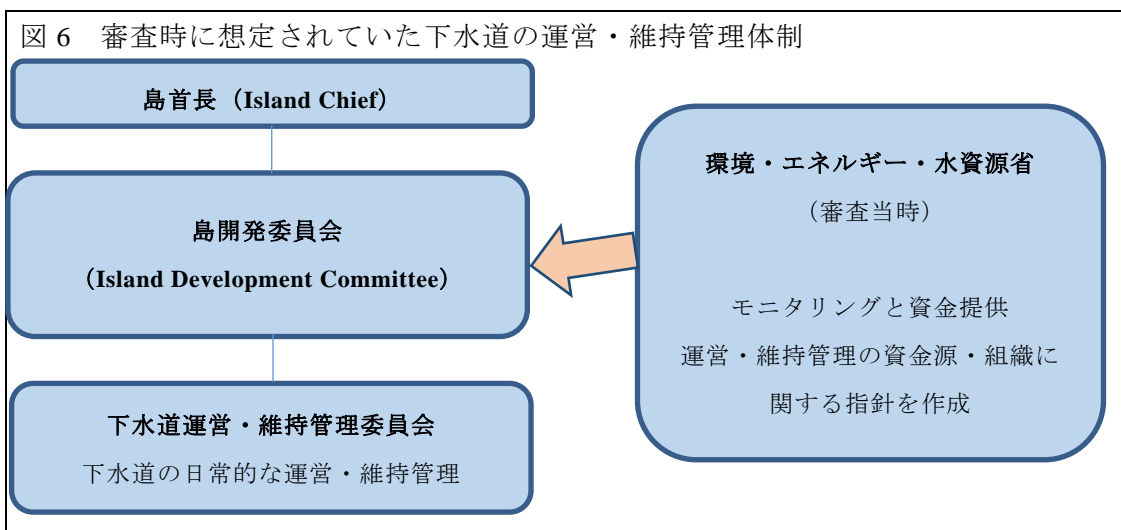 図 6　審査時に想定されていた下水道の運営・維持管理体制
島首長（Island Chief）
島開発委員会
（Island Development Committee）
下水道運営・維持管理委員会
下水道の日常的な運営・維持管理
環境・エネルギー・水資源省
（審査当時）
モニタリングと資金提供
運営・維持管理の資金源・組織に
関する指針を作成